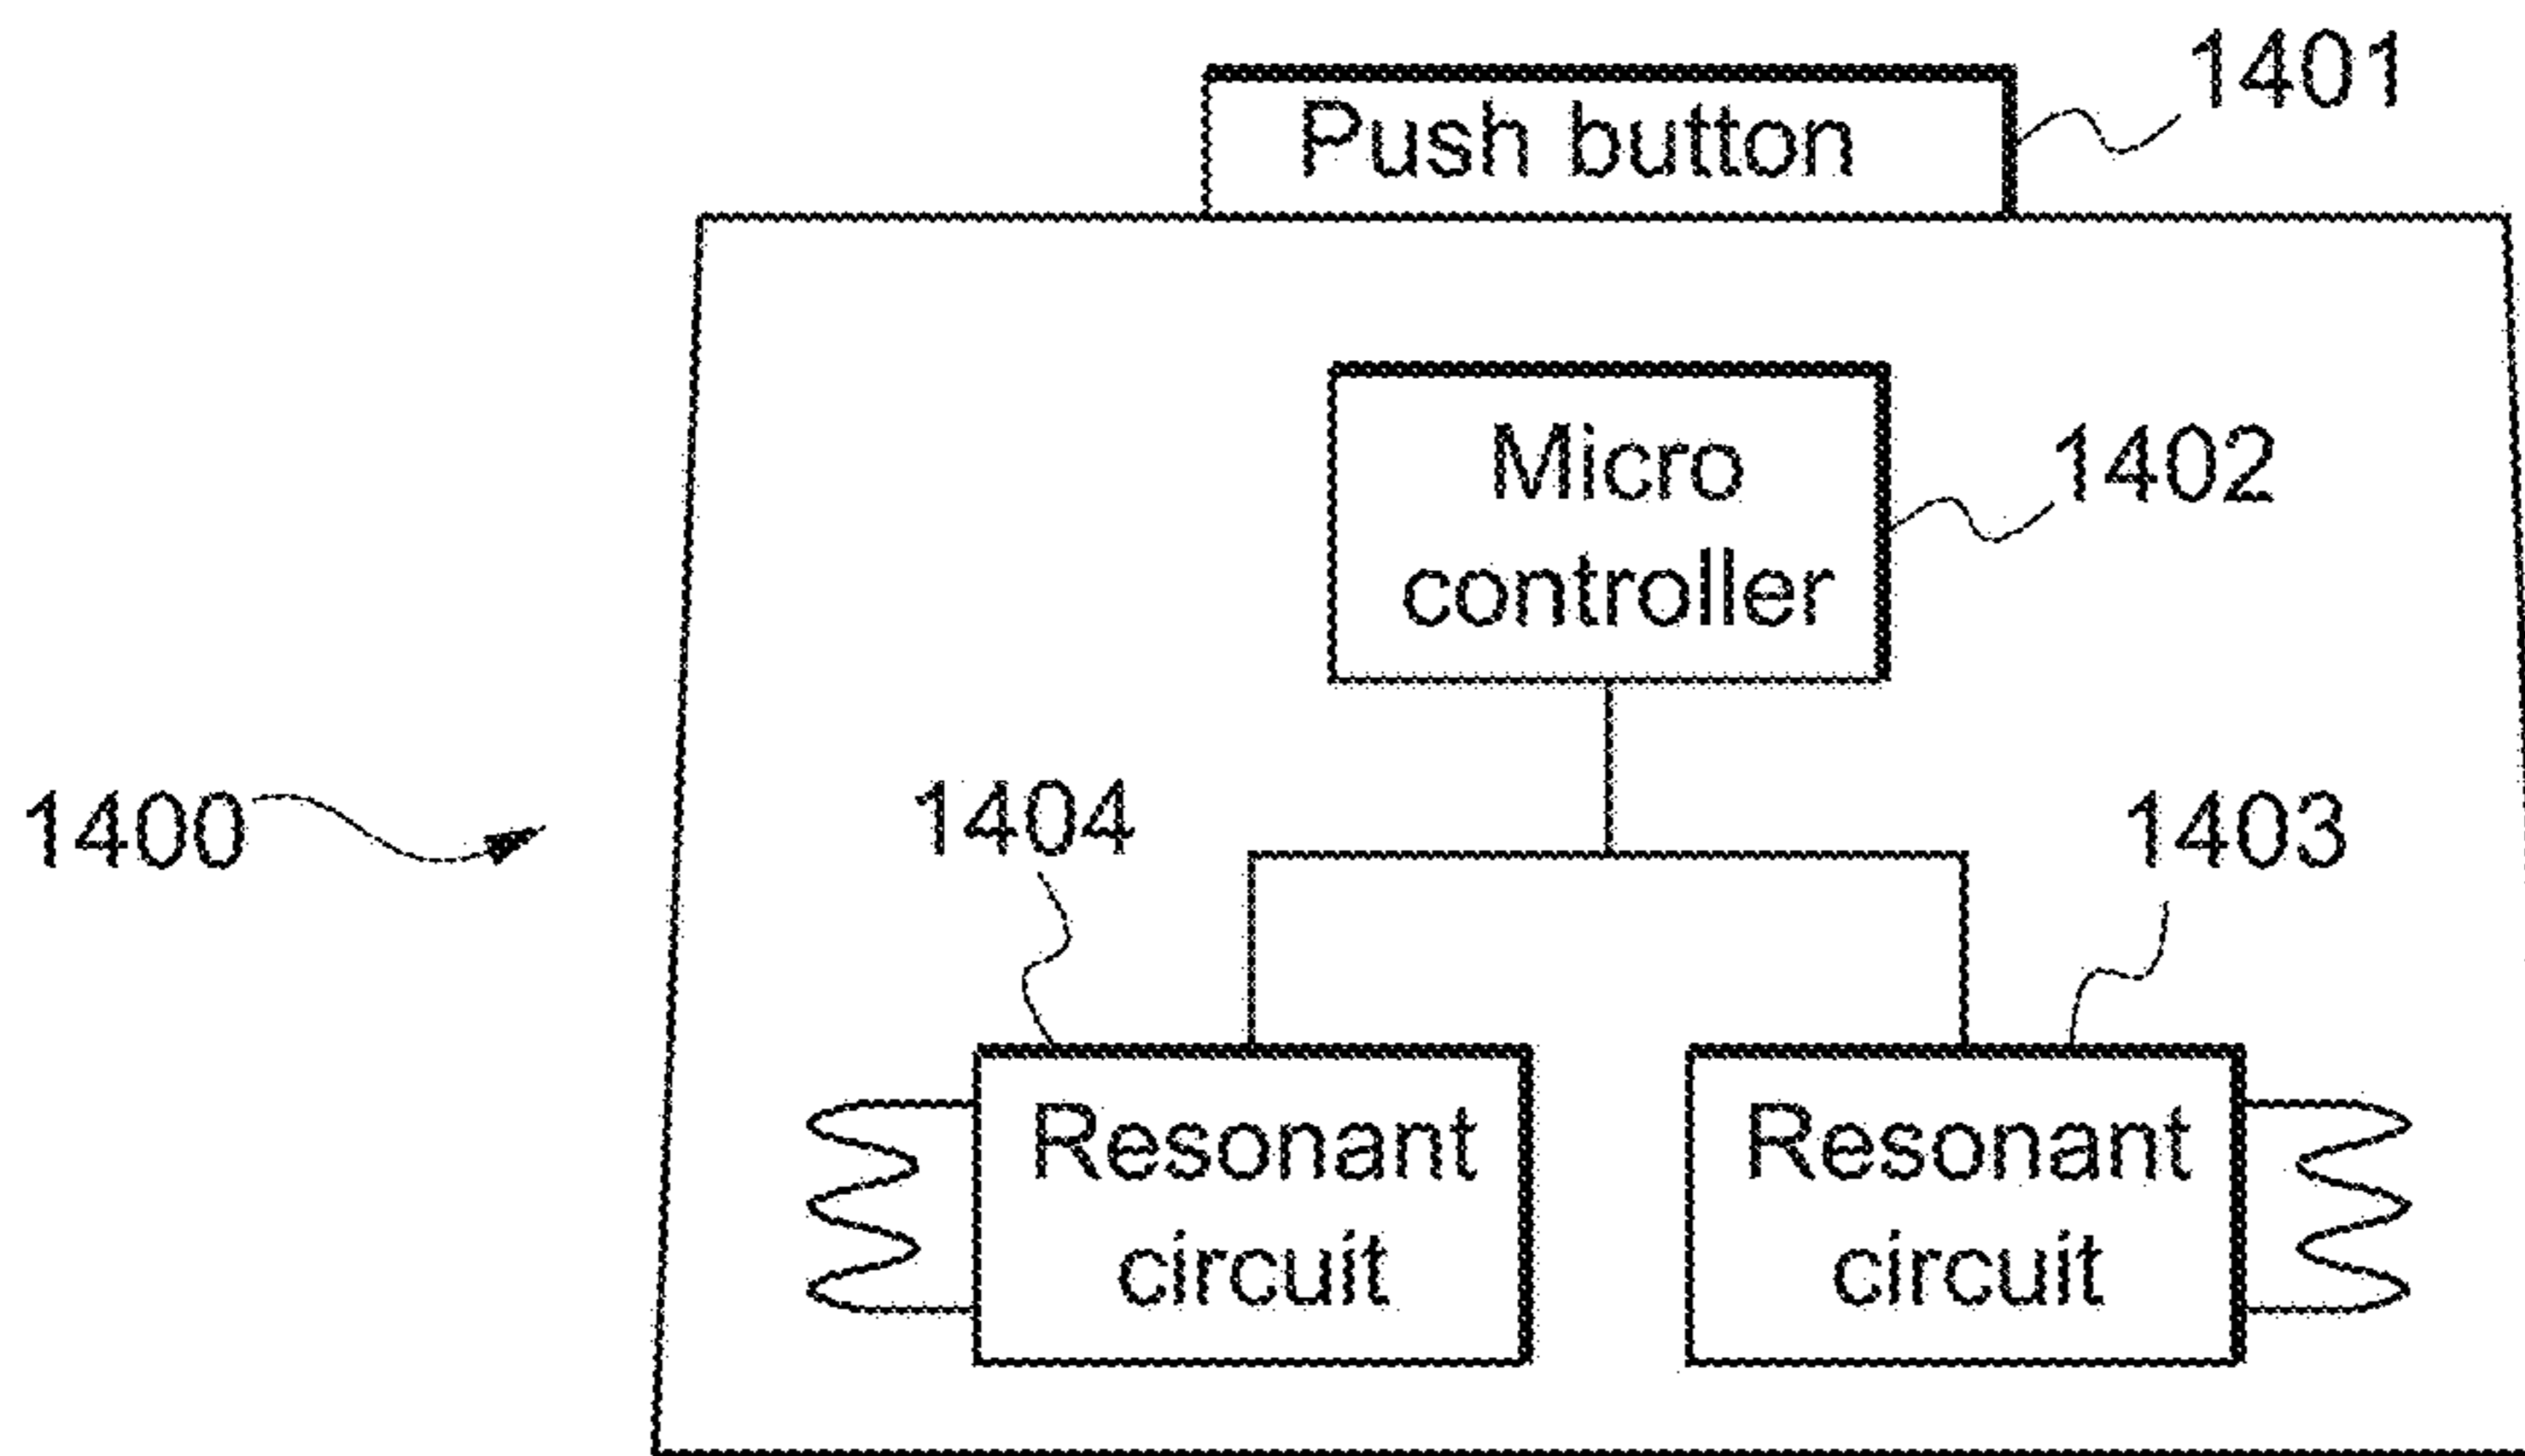 Push button
1401
Micro
controller
1402
1400
1404
1403
Resonant
circuit
Resonant
circuit